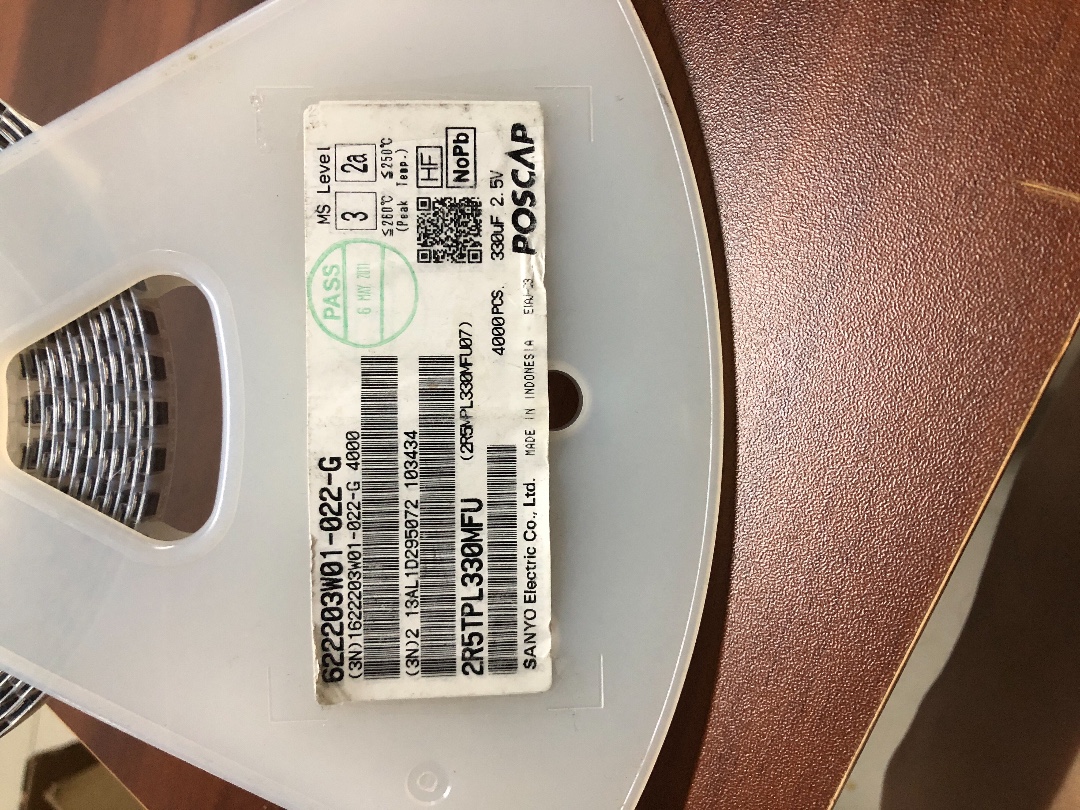 622203W01-022-G
(3N)1622203W01-022-G 4000
(3N)2 13AL1D295072 103434
2R5TPL330MFU
(2R5MPL330MFU07)
SANYO Electric Co., Ltd.
MADE IN INDONESIA
4000PCS.
PASS
6 MAY 2011
MS Level
3
2a
≦260℃
≦250℃
(Peak Temp.)
HF
NoPb
330uF 2.5V
POSCAP